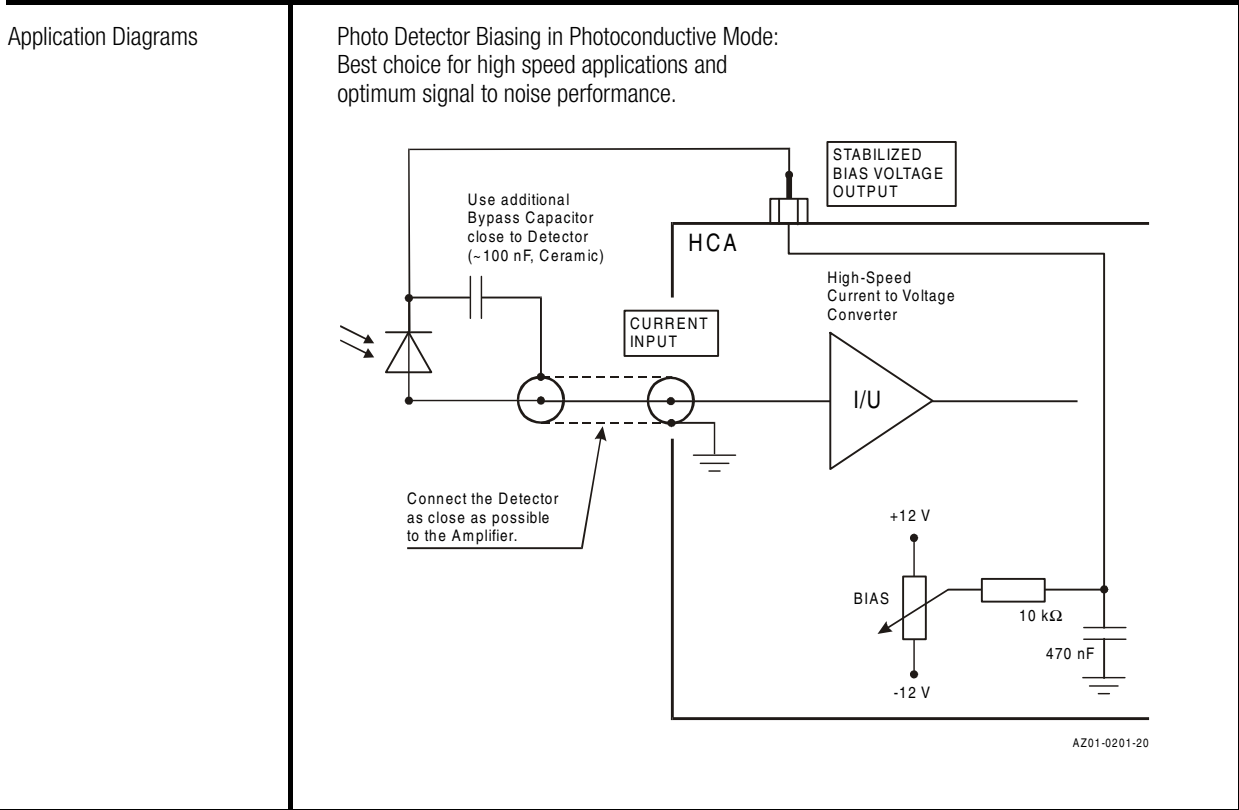 Application Diagrams
Photo Detector Biasing in Photoconductive Mode:
Best choice for high speed applications and
optimum signal to noise performance.
STABILIZED
BIAS VOLTAGE
OUTPUT
Use additional
Bypass Capacitor
close to Detector
(~100 nF, Ceramic)
HCA
High-Speed
Current to Voltage
Converter
CURRENT
INPUT
I/U
Connect the Detector
as close as possible
to the Amplifier.
+12 V
BIAS
10 kΩ
470 nF
-12 V
AZ01-0201-20